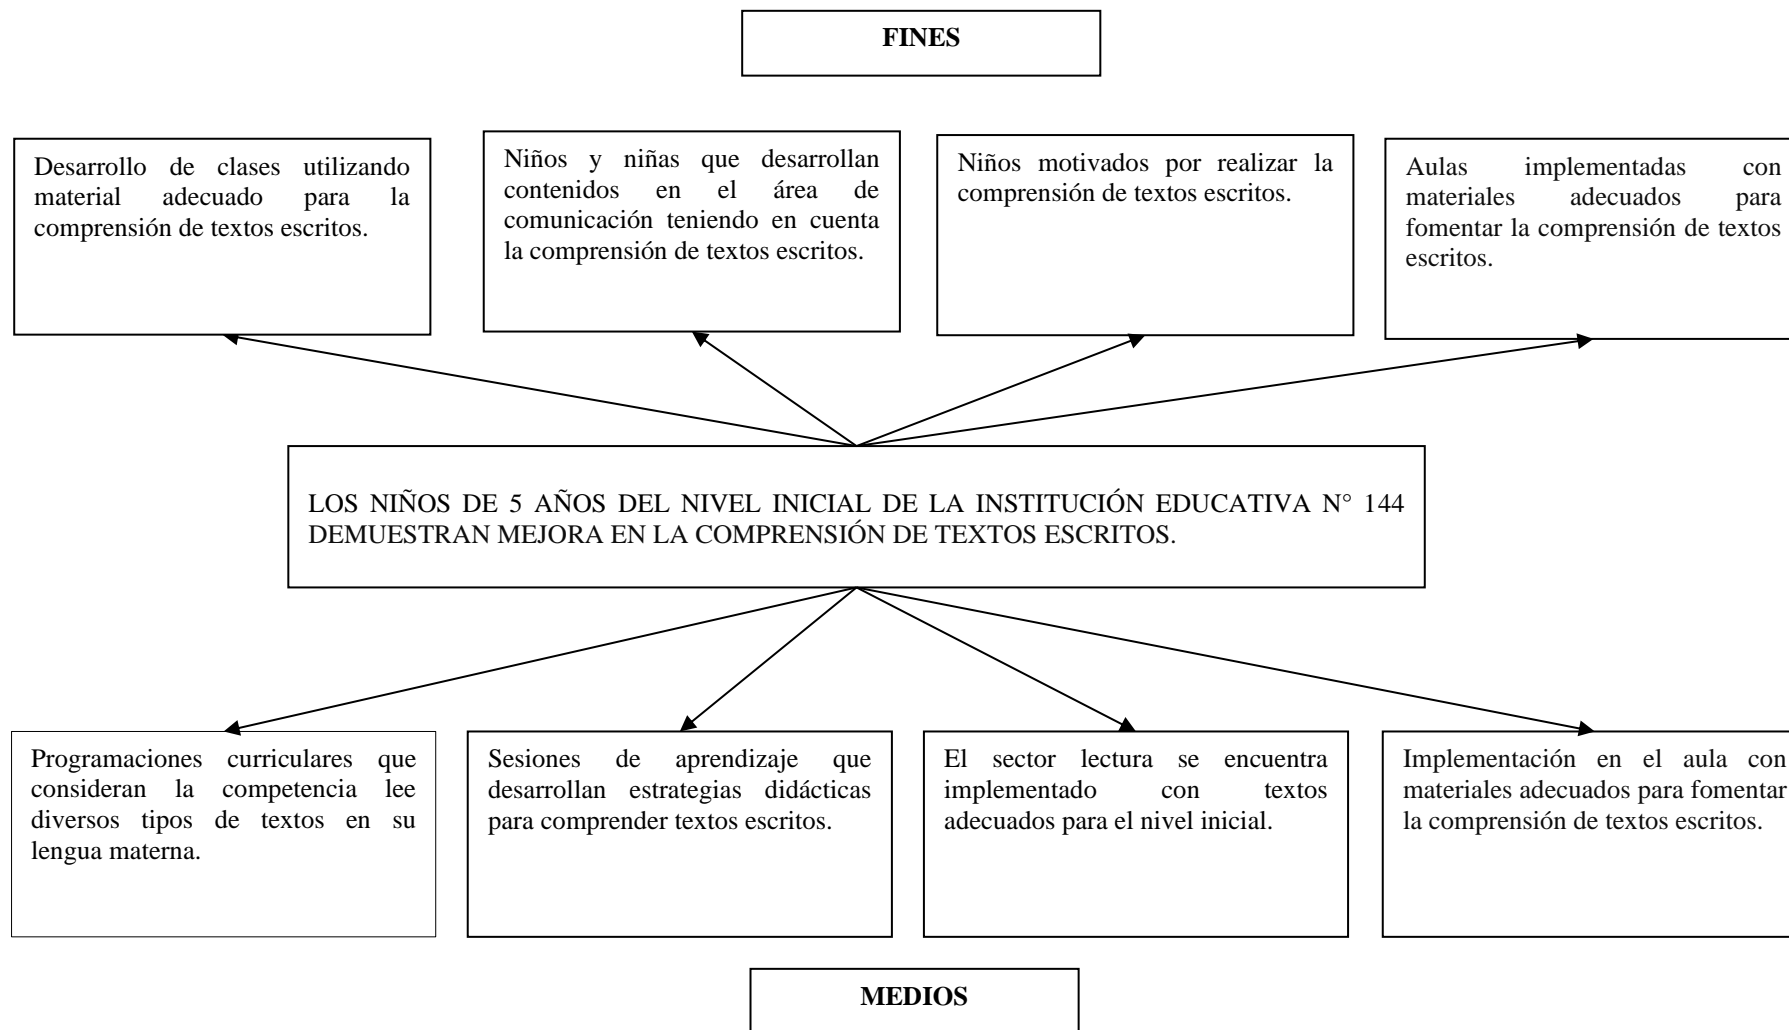 FINES
Desarrollo de clases utilizando
material adecuado para la
comprensión de textos escritos.
Niños y niñas que desarrollan
contenidos en el área de
comunicación teniendo en cuenta
la comprensión de textos escritos.
Niños motivados por realizar la
comprensión de textos escritos.
Aulas implementadas con
materiales adecuados para
fomentar la comprensión de textos
escritos.
LOS NIÑOS DE 5 AÑOS DEL NIVEL INICIAL DE LA INSTITUCIÓN EDUCATIVA N° 144
DEMUESTRAN MEJORA EN LA COMPRENSIÓN DE TEXTOS ESCRITOS.
Programaciones curriculares que
consideran la competencia lee
diversos tipos de textos en su
lengua materna.
Sesiones de aprendizaje que
desarrollan estrategias didácticas
para comprender textos escritos.
El sector lectura se encuentra
implementado con textos
adecuados para el nivel inicial.
Implementación en el aula con
materiales adecuados para fomentar
la comprensión de textos escritos.
MEDIOS